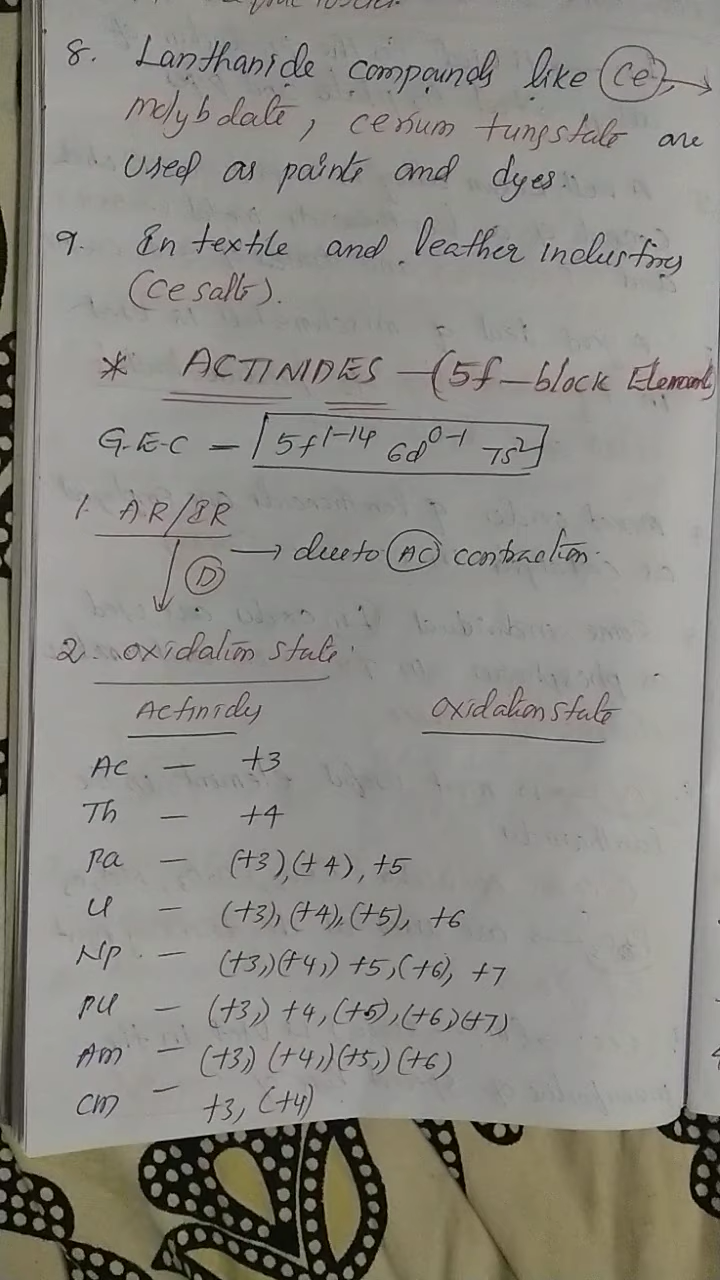 8. Lanthanide compounds like (Ce) →
molybdate, cerium tungstate are
used as paints and dyes.
9. In textile and leather industry
(Ce salts).
* ACTINIDES – (5f – block Elements)
G.E.C – [5f¹⁻¹⁴ 6d⁰⁻¹ 7s²]
1. AR/IR
↓ (D) → due to (AC) contraction.
2. oxidation state.
Actinides oxidation state
AC – +3
Th – +4
Pa – (+3), (+4), +5
U – (+3), (+4), (+5), +6
Np – (+3,) (+4,) +5, (+6), +7
PU – (+3,) +4, (+5), (+6,) (+7)
Am – (+3,) (+4,) (+5,) (+6)
Cm – +3, (+4)